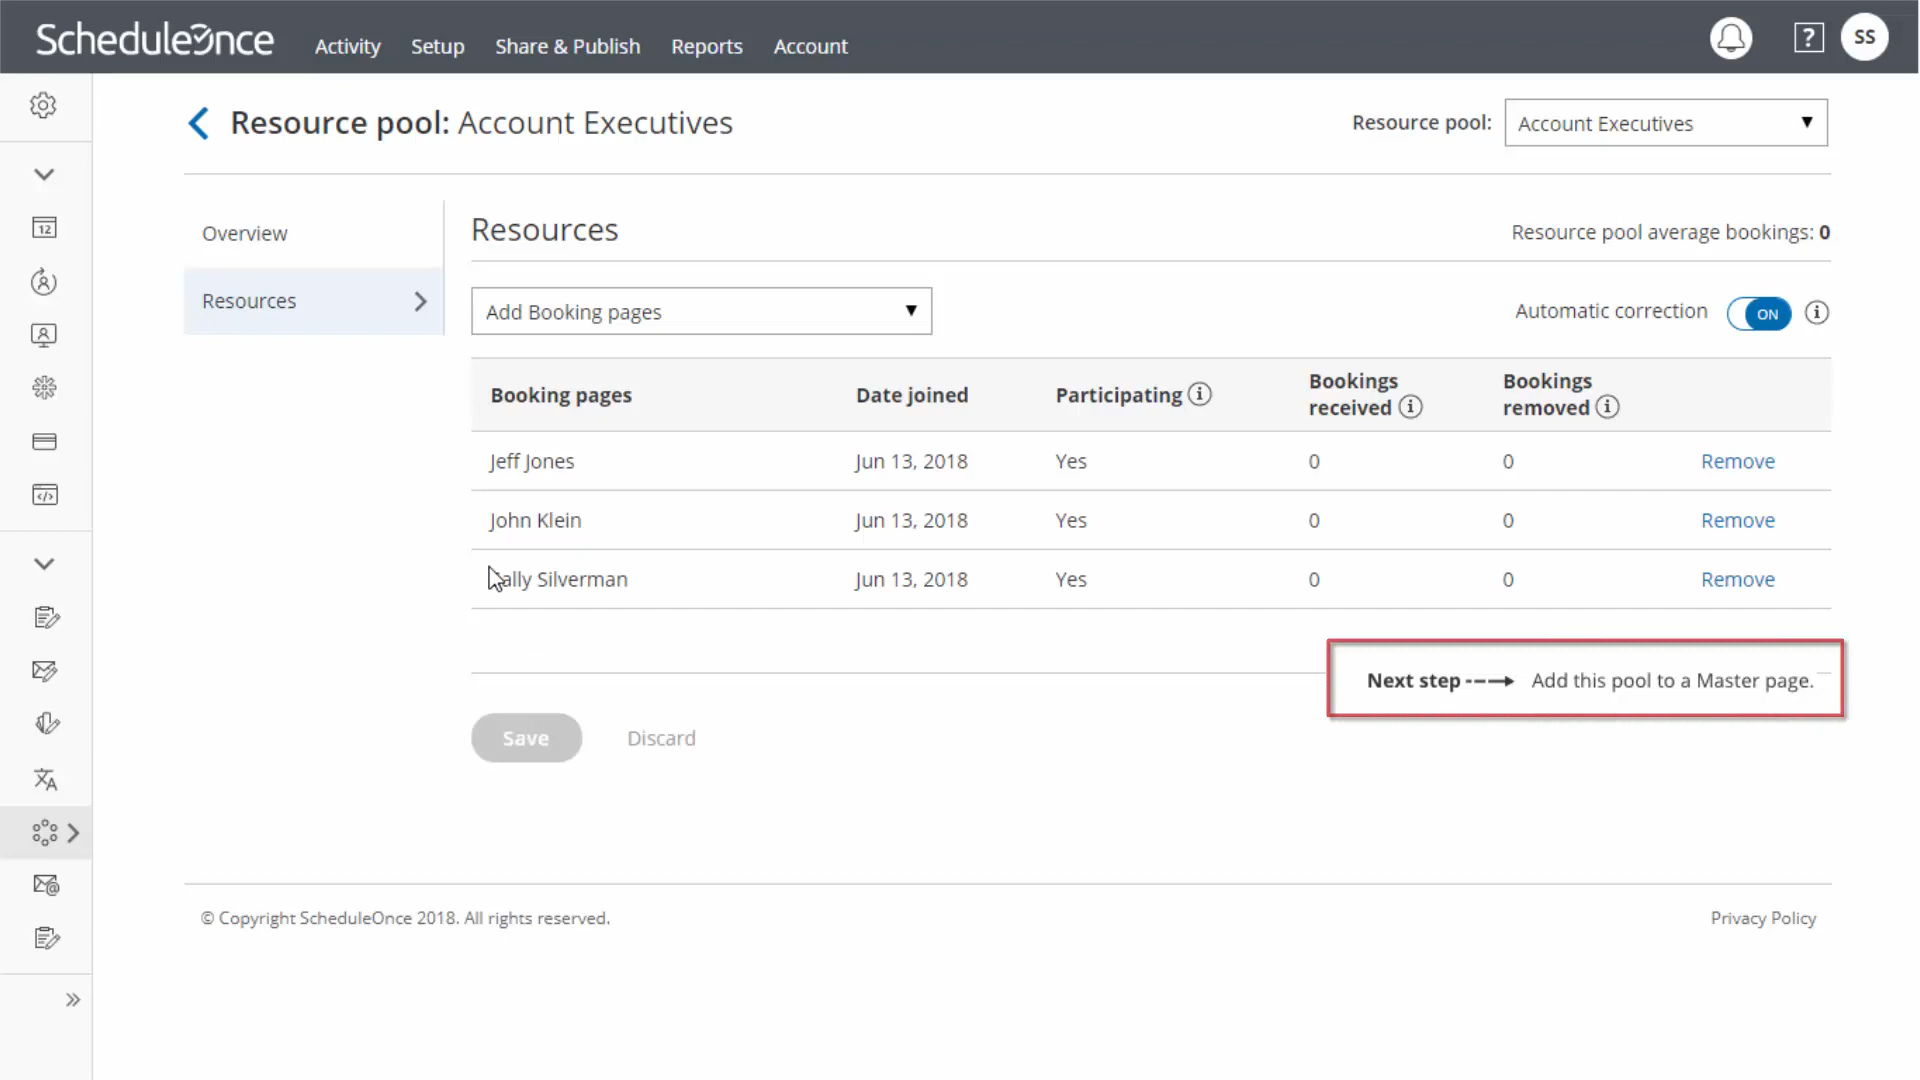 ScheduleOnce Activity Setup Share & Publish Reports Account ? SS
Resource pool: Account Executives Resource pool: Account Executives
Overview
Resources
Resources Resource pool average bookings: 0
Add Booking pages Automatic correction ON
Booking pages Date joined Participating Bookings received Bookings removed
Jeff Jones Jun 13, 2018 Yes 0 0 Remove
John Klein Jun 13, 2018 Yes 0 0 Remove
ally Silverman Jun 13, 2018 Yes 0 0 Remove
Next step Add this pool to a Master page.
Save Discard
© Copyright ScheduleOnce 2018. All rights reserved. Privacy Policy
12